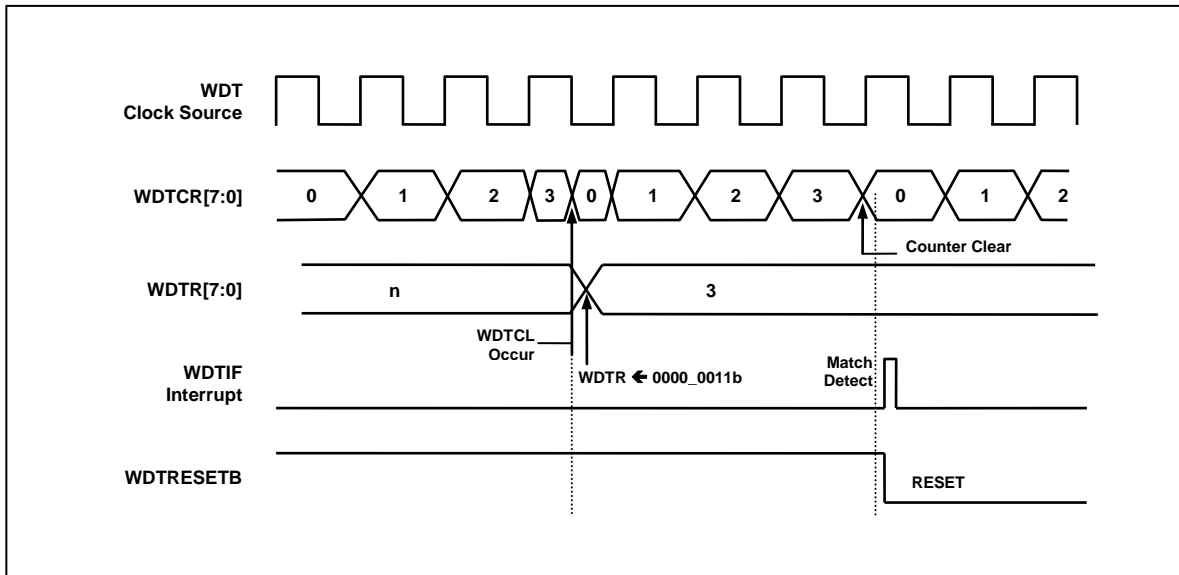 WDT
Clock Source
WDTCR[7:0]
0 1 2 3 0 1 2 3 0 1 2
Counter Clear
WDTR[7:0]
n 3
WDTCL
Occur
WDTR 🡸 0000_0011b
Match
Detect
WDTIF
Interrupt
WDTRESETB
RESET